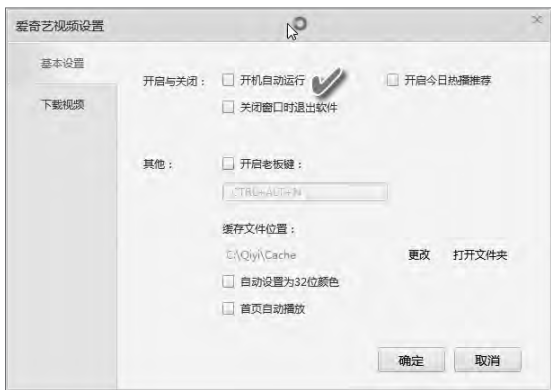 爱奇艺视频设置
基本设置
下载视频
开启与关闭： 开机自动运行 开启今日热播推荐
关闭窗口时退出软件
其他： 开启老板键：
CTRL+ALT+N
缓存文件位置：
C:\Qiyi\Cache 更改 打开文件夹
自动设置为32位颜色
首页自动播放
确定 取消